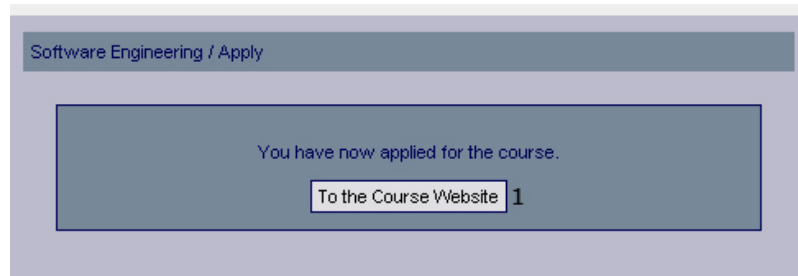 Software Engineering / Apply
You have now applied for the course.
To the Course Website 1